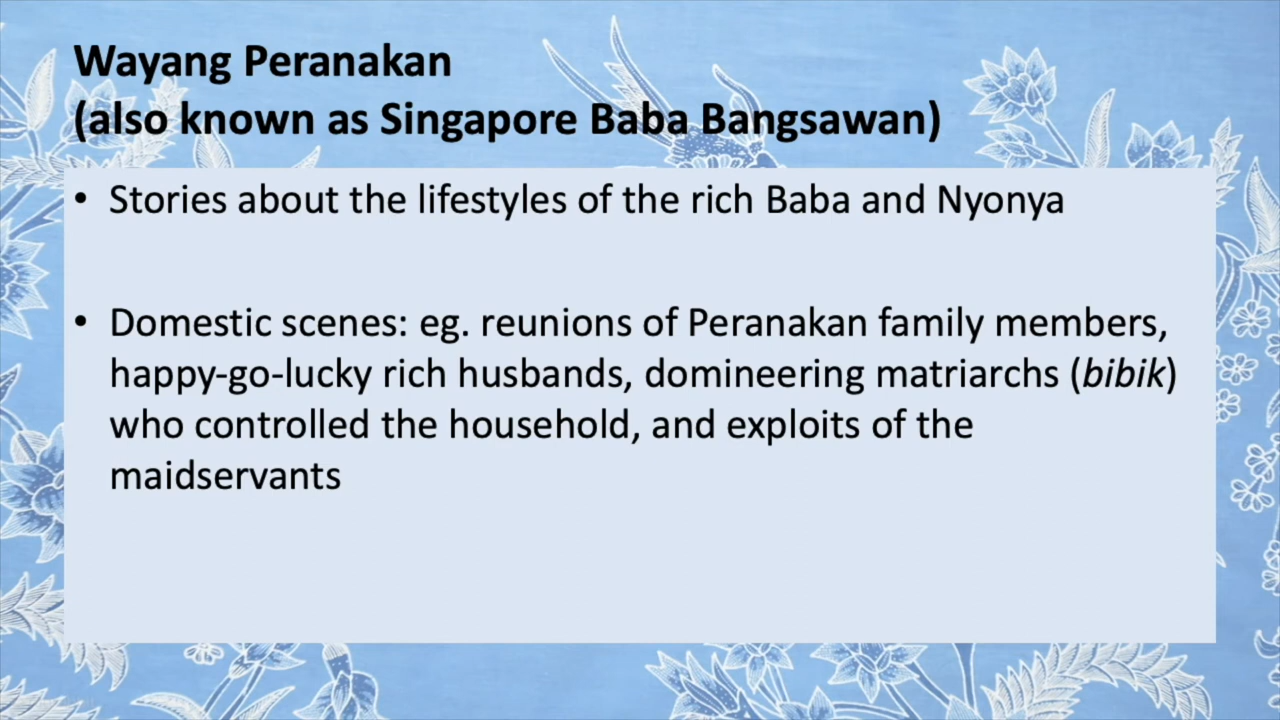 Wayang Peranakan
(also known as Singapore Baba Bangsawan)
• Stories about the lifestyles of the rich Baba and Nyonya
• Domestic scenes: eg. reunions of Peranakan family members,
happy-go-lucky rich husbands, domineering matriarchs (bibik)
who controlled the household, and exploits of the
maidservants